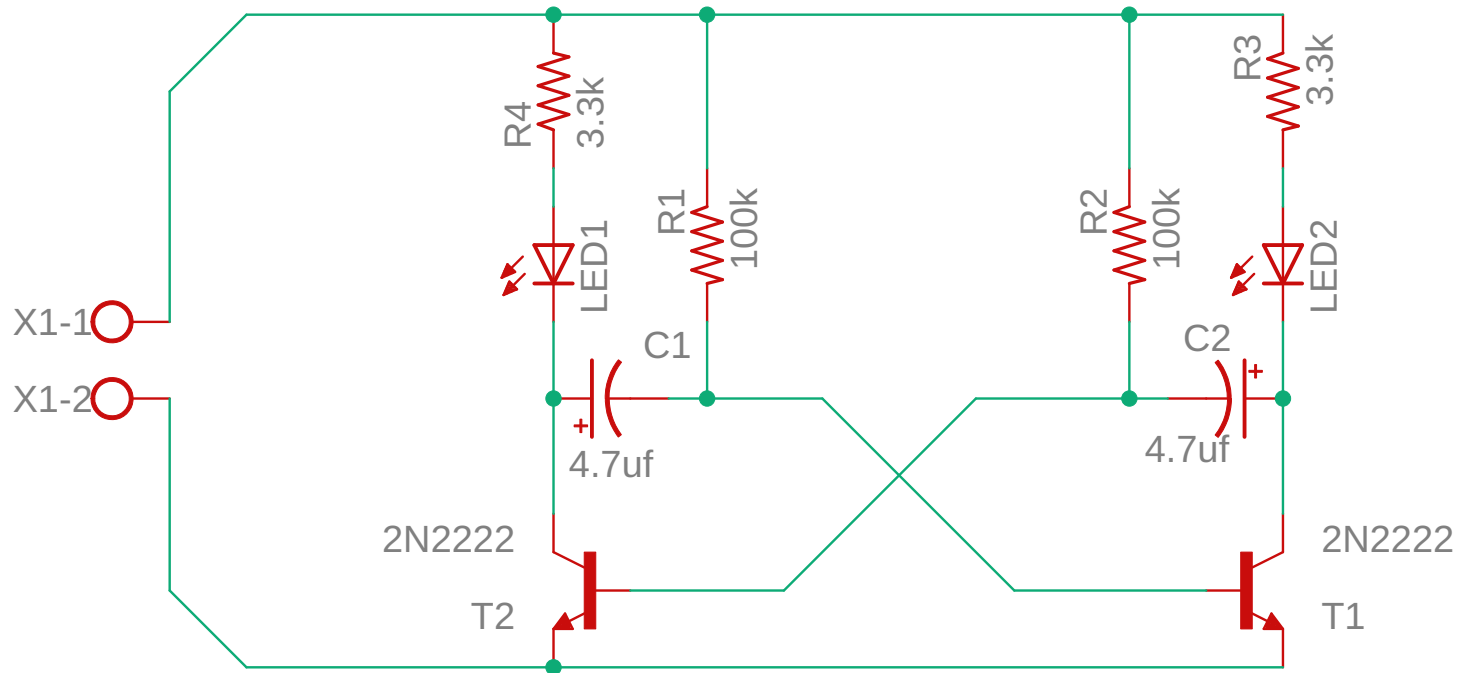 R4
3.3k
R3
3.3k
R1
100k
R2
100k
LED1
LED2
X1-1
X1-2
C1
+
4.7uf
C2
+
4.7uf
2N2222
T2
2N2222
T1